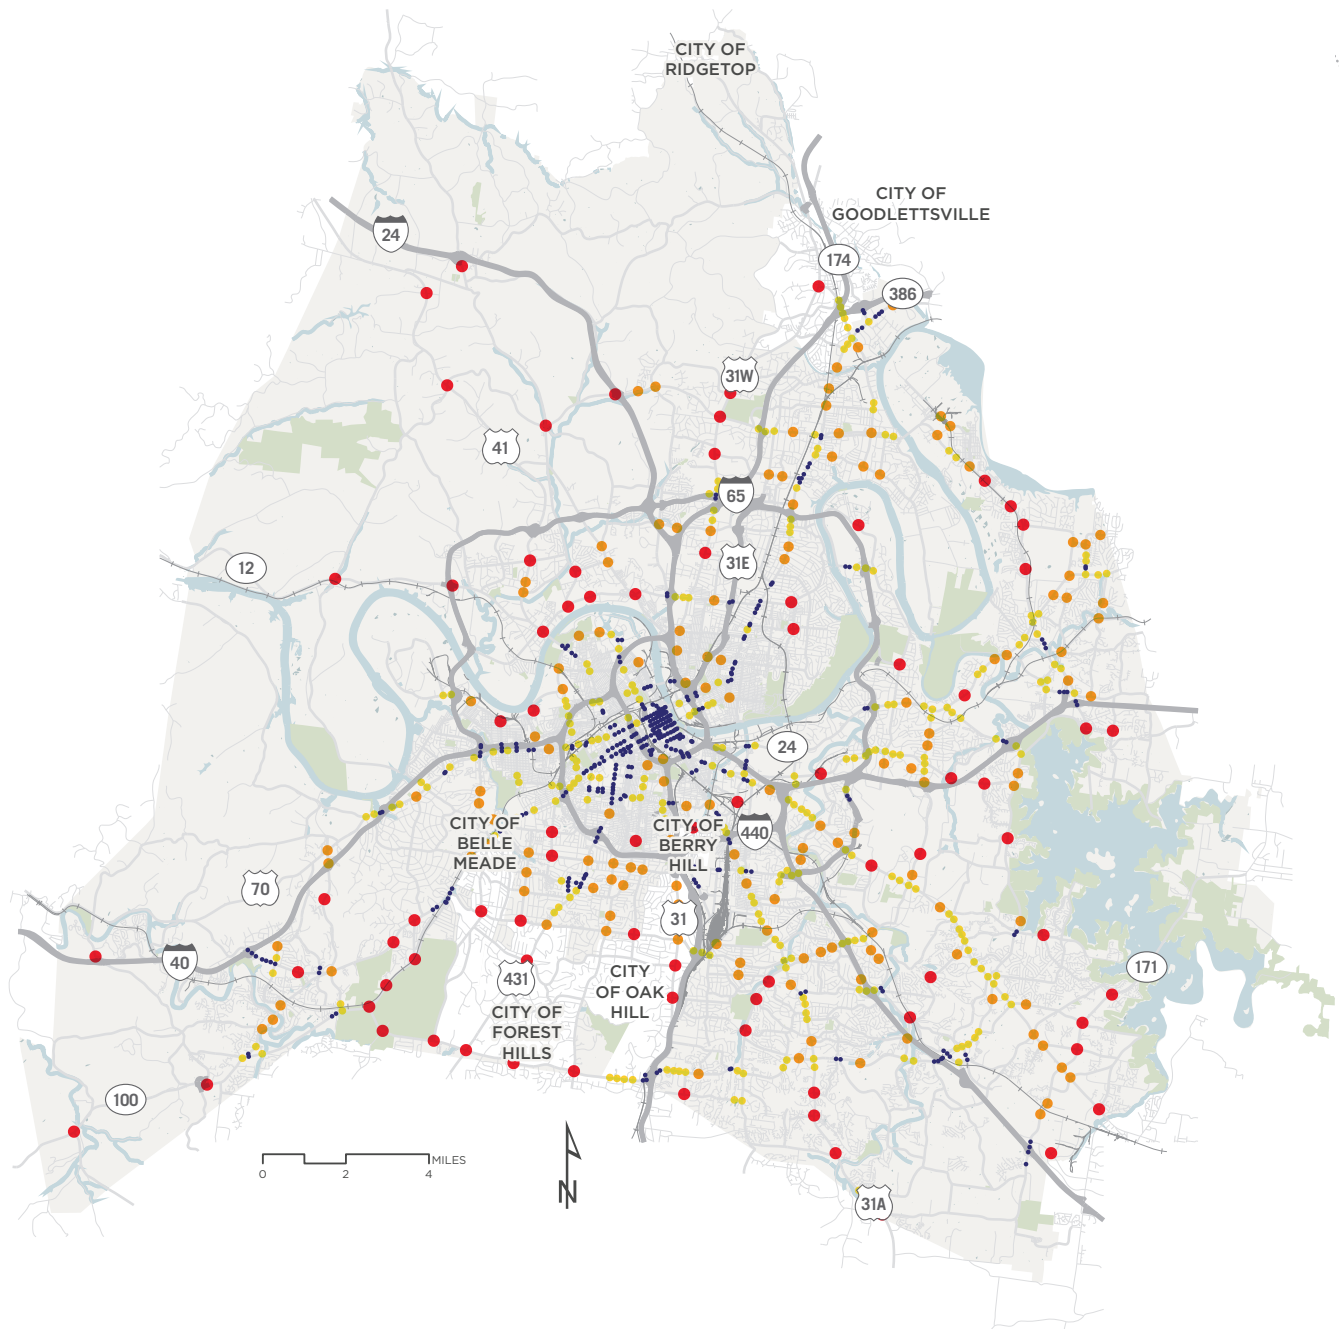 CITY OF
RIDGETOP
CITY OF
GOODLETTSVILLE
24
174
386
31W
41
65
31E
12
24
CITY OF
BELLE
MEADE
CITY OF
BERRY
HILL
440
70
31
40
431
CITY
OF OAK
HILL
171
CITY OF
FOREST
HILLS
100
MILES
0
2
4
N
31A